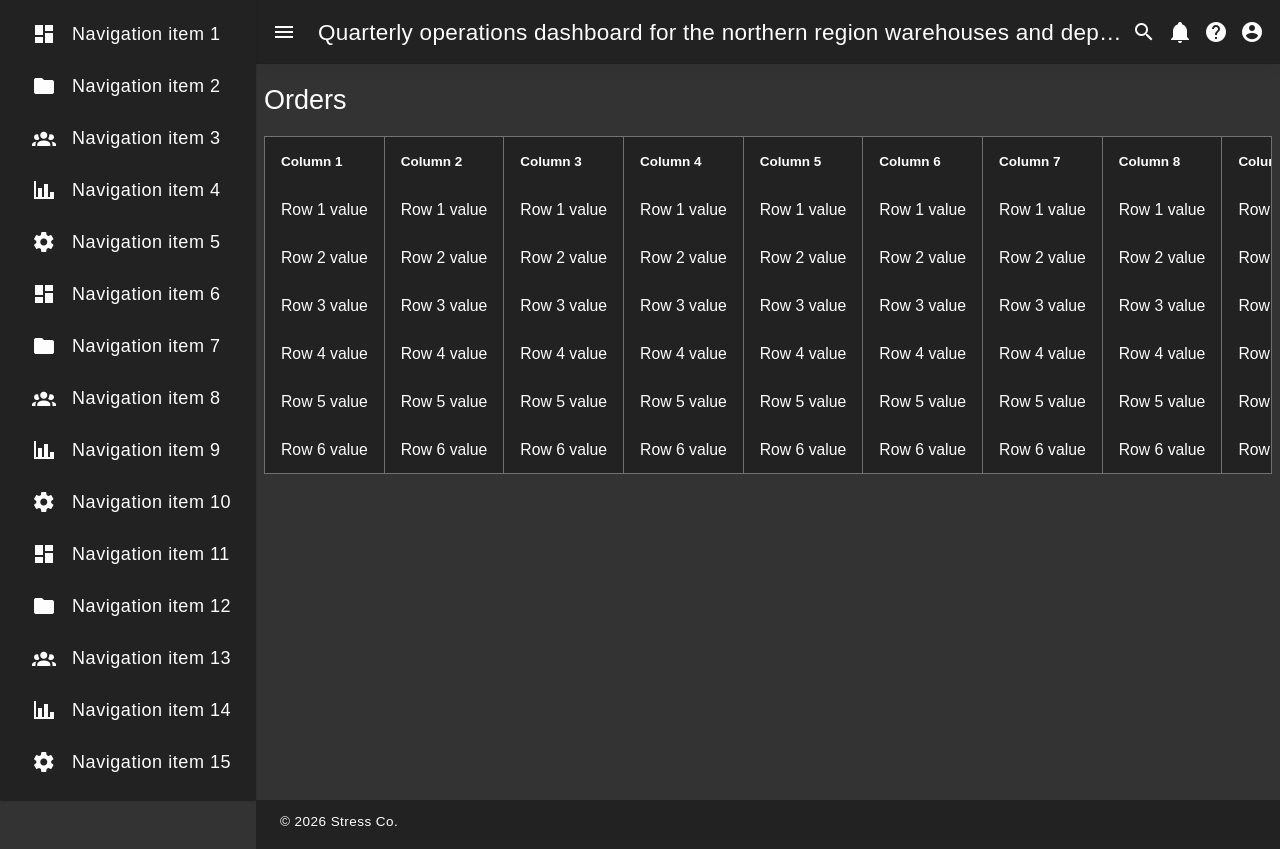 Navigation item 1
Navigation item 2
Navigation item 3
Navigation item 4
Navigation item 5
Navigation item 6
Navigation item 7
Navigation item 8
Navigation item 9
Navigation item 10
Navigation item 11
Navigation item 12
Navigation item 13
Navigation item 14
Navigation item 15
Quarterly operations dashboard for the northern region warehouses and dep…
Orders
Column 1 Column 2 Column 3 Column 4 Column 5 Column 6 Column 7 Column 8 Colum
Row 1 value Row 1 value Row 1 value Row 1 value Row 1 value Row 1 value Row 1 value Row 1 value Row
Row 2 value Row 2 value Row 2 value Row 2 value Row 2 value Row 2 value Row 2 value Row 2 value Row
Row 3 value Row 3 value Row 3 value Row 3 value Row 3 value Row 3 value Row 3 value Row 3 value Row
Row 4 value Row 4 value Row 4 value Row 4 value Row 4 value Row 4 value Row 4 value Row 4 value Row
Row 5 value Row 5 value Row 5 value Row 5 value Row 5 value Row 5 value Row 5 value Row 5 value Row
Row 6 value Row 6 value Row 6 value Row 6 value Row 6 value Row 6 value Row 6 value Row 6 value Row
© 2026 Stress Co.